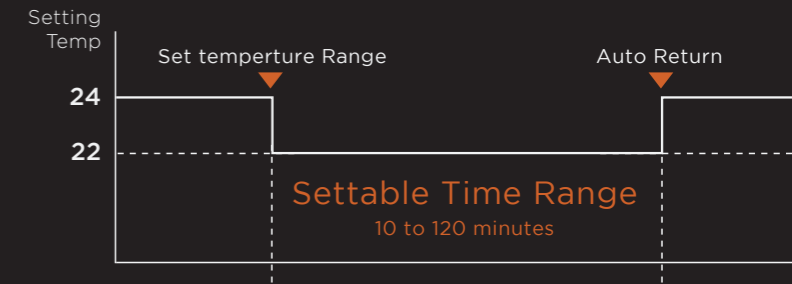 Setting
Temp
Set temperture Range
Auto Return
24
22
Settable Time Range
10 to 120 minutes